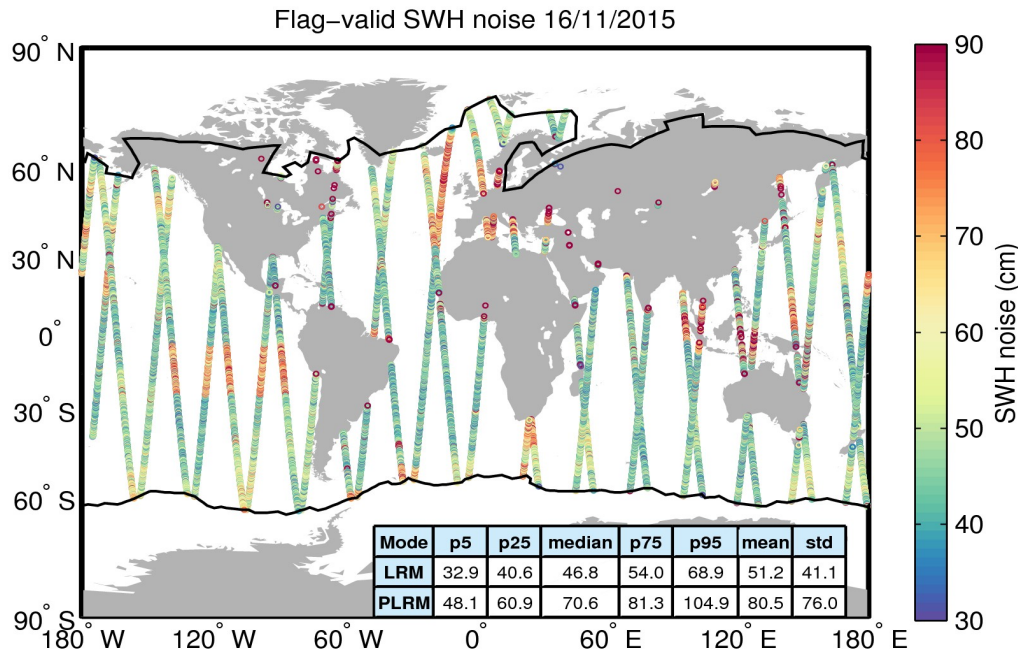 Flag−valid SWH noise 16/11/2015
90° N
60° N
30° N
0°
30° S
60° S
90° S
180° W
120° W
60° W
0°
60° E
120° E
180° E
Mode p5 p25 median p75 p95 mean std
LRM 32.9 40.6 46.8 54.0 68.9 51.2 41.1
PLRM 48.1 60.9 70.6 81.3 104.9 80.5 76.0
90
80
70
60
50
40
30
SWH noise (cm)